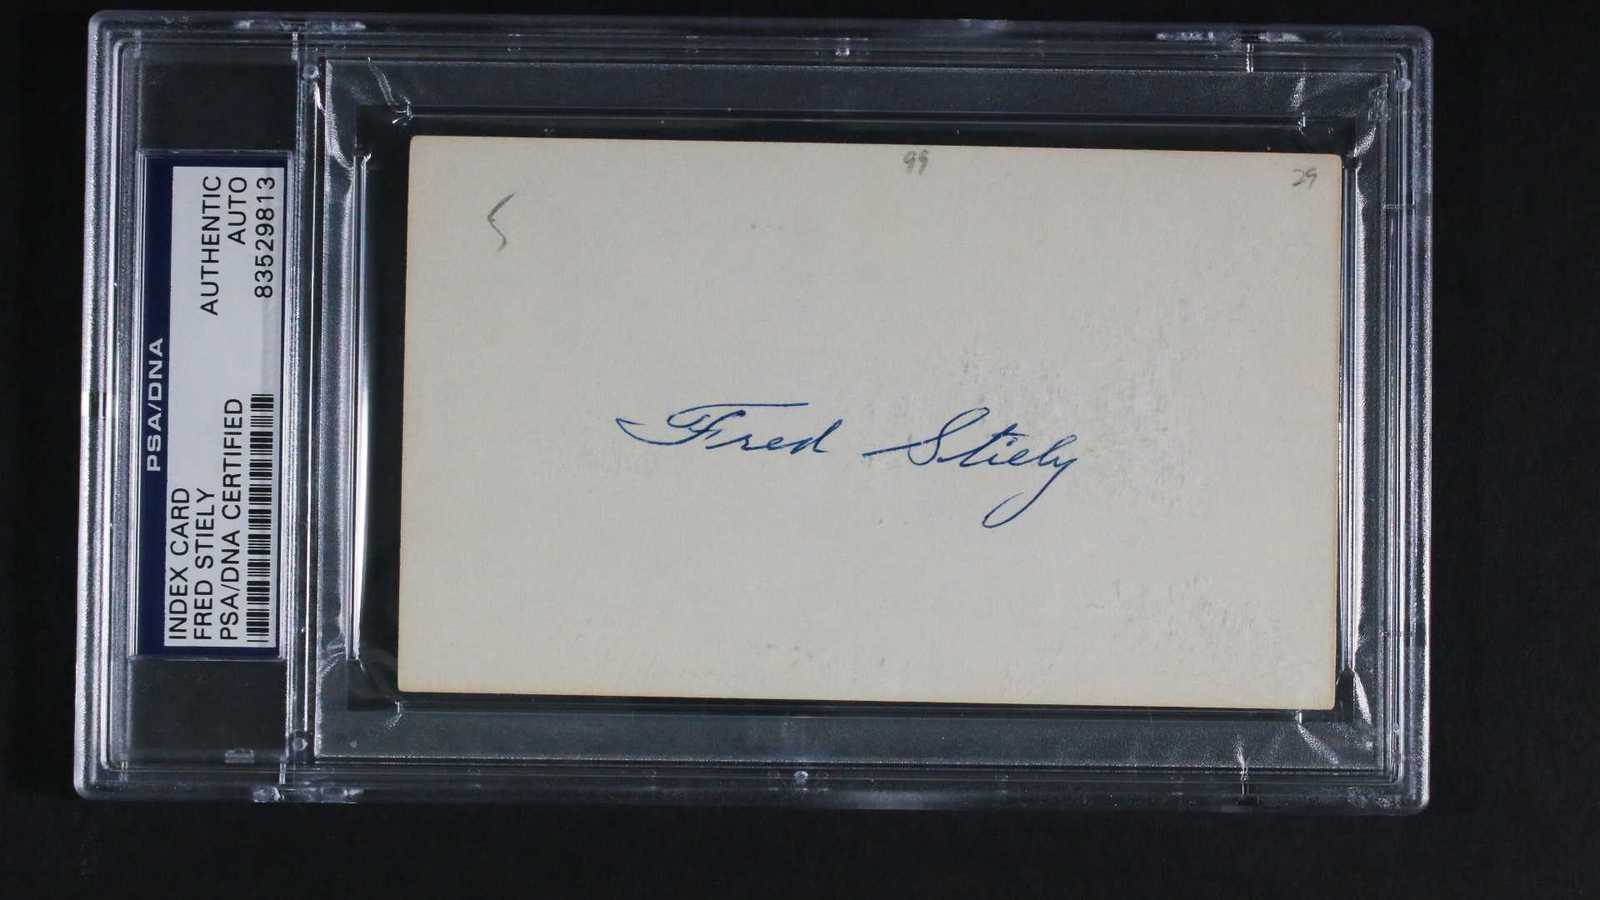 PSA/DNA
INDEX CARD
AUTHENTIC
FRED STIELY
AUTO
PSA/DNA CERTIFIED
83529813
99
29
Fred Stiely